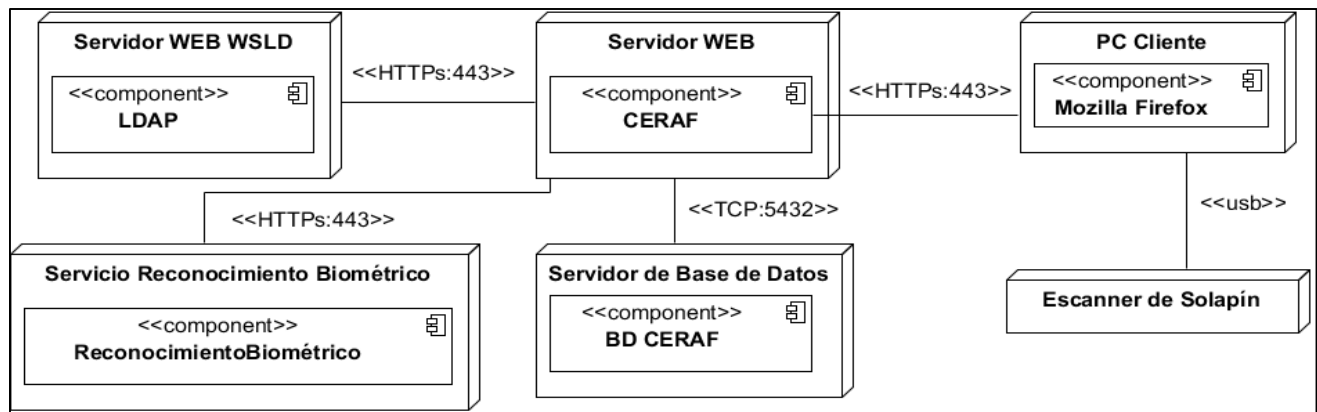 Servidor WEB WSLD
<<component>>
LDAP
<<HTTPs:443>>
Servidor WEB
<<component>>
CERAF
<<HTTPs:443>>
PC Cliente
<<component>>
Mozilla Firefox
<<HTTPs:443>>
<<TCP:5432>>
<<usb>>
Servicio Reconocimiento Biométrico
<<component>>
ReconocimientoBiométrico
Servidor de Base de Datos
<<component>>
BD CERAF
Escanner de Solapín